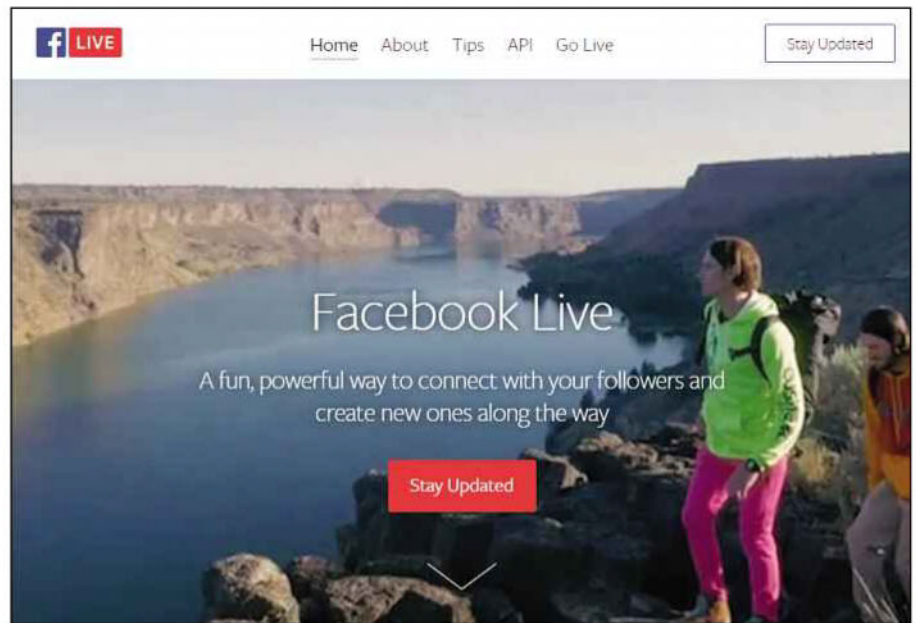 f LIVE
Home About Tips API Go Live
Stay Updated
Facebook Live
A fun, powerful way to connect with your followers and
create new ones along the way
Stay Updated